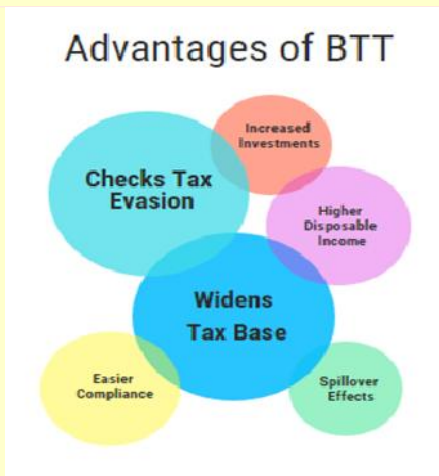 Advantages of BTT
Increased
Investments
Checks Tax
Evasion
Higher
Disposable
Income
Widens
Tax Base
Easier
Compliance
Spillover
Effects